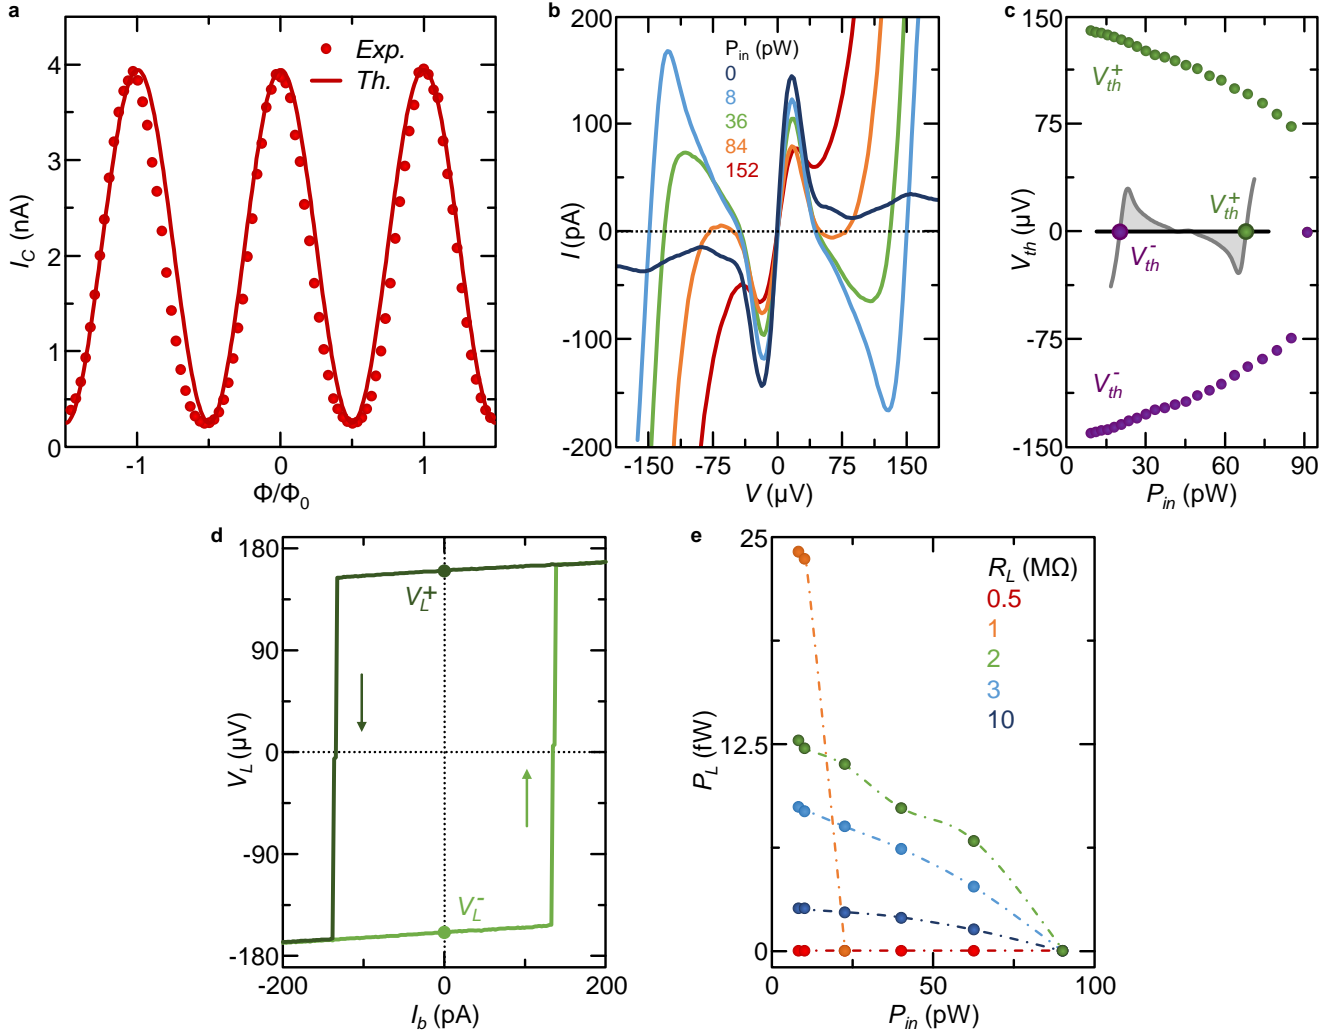 a
I_C (nA)
4
3
2
1
0
-1
0
1
Φ/Φ₀
Exp.
Th.
b
I (pA)
200
100
0
-100
-200
P_in (pW)
0
8
36
84
152
-150
-75
0
75
150
V (μV)
c
V_th (μV)
150
75
0
-75
-150
V_th^+
V_th^+
V_th^-
V_th^-
0
30
60
90
P_in (pW)
d
V_L (μV)
180
90
0
-90
-180
V_L^+
V_L^-
-200
0
200
I_b (pA)
e
P_L (fW)
25
12.5
0
R_L (MΩ)
0.5
1
2
3
10
0
50
100
P_in (pW)